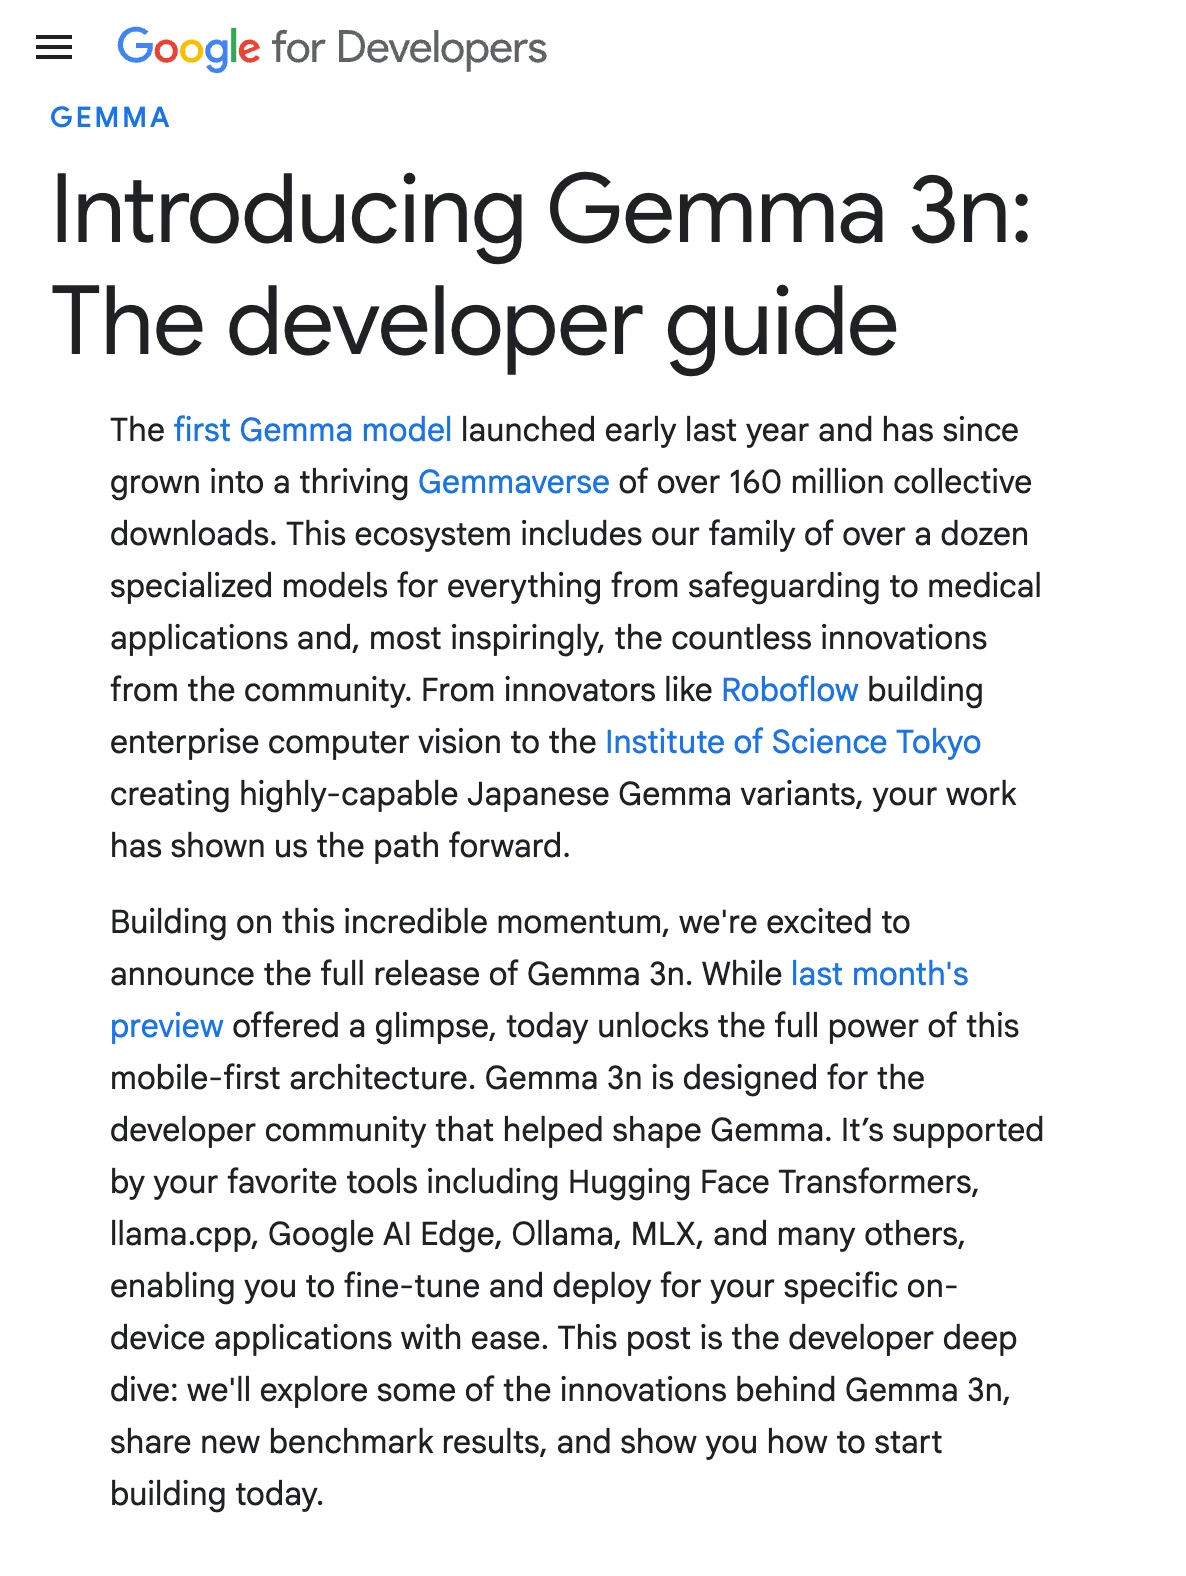 Google for Developers
GEMMA
Introducing Gemma 3n:
The developer guide
The first Gemma model launched early last year and has since
grown into a thriving Gemmaverse of over 160 million collective
downloads. This ecosystem includes our family of over a dozen
specialized models for everything from safeguarding to medical
applications and, most inspiringly, the countless innovations
from the community. From innovators like Roboflow building
enterprise computer vision to the Institute of Science Tokyo
creating highly-capable Japanese Gemma variants, your work
has shown us the path forward.
Building on this incredible momentum, we're excited to
announce the full release of Gemma 3n. While last month's
preview offered a glimpse, today unlocks the full power of this
mobile-first architecture. Gemma 3n is designed for the
developer community that helped shape Gemma. It’s supported
by your favorite tools including Hugging Face Transformers,
llama.cpp, Google AI Edge, Ollama, MLX, and many others,
enabling you to fine-tune and deploy for your specific on-
device applications with ease. This post is the developer deep
dive: we'll explore some of the innovations behind Gemma 3n,
share new benchmark results, and show you how to start
building today.